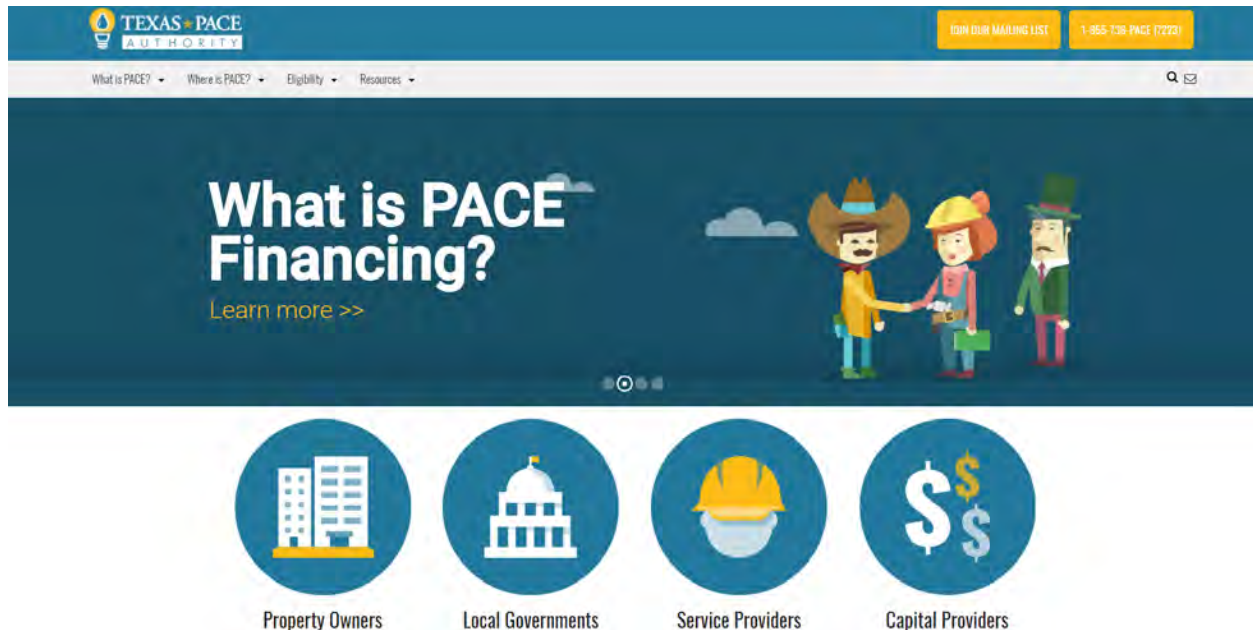 TEXAS★PACE
AUTHORITY
JOIN OUR MAILING LIST
1-855-738-PACE (7223)
What is PACE?
Where is PACE?
Eligibility
Resources
What is PACE
Financing?
Learn more >>
Property Owners
Local Governments
Service Providers
Capital Providers